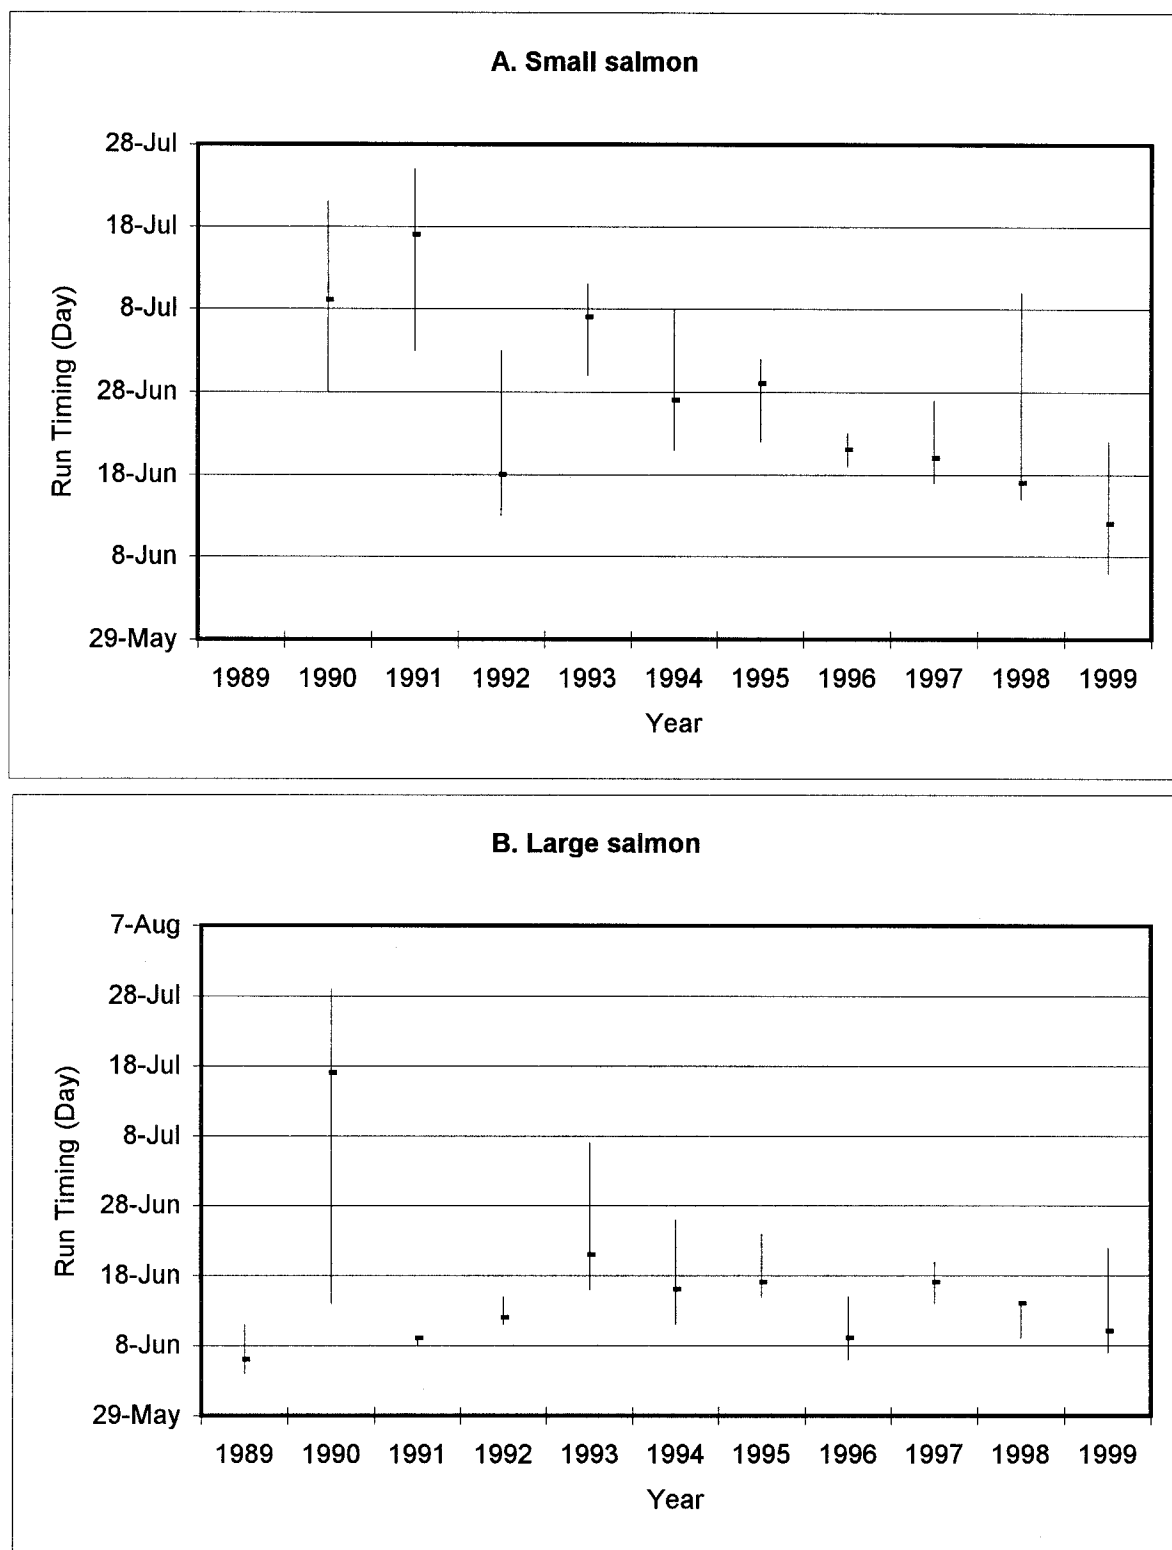 A. Small salmon
28-Jul
18-Jul
8-Jul
28-Jun
18-Jun
8-Jun
29-May
Run Timing (Day)
1989 1990 1991 1992 1993 1994 1995 1996 1997 1998 1999
Year
B. Large salmon
7-Aug
28-Jul
18-Jul
8-Jul
28-Jun
18-Jun
8-Jun
29-May
Run Timing (Day)
1989 1990 1991 1992 1993 1994 1995 1996 1997 1998 1999
Year